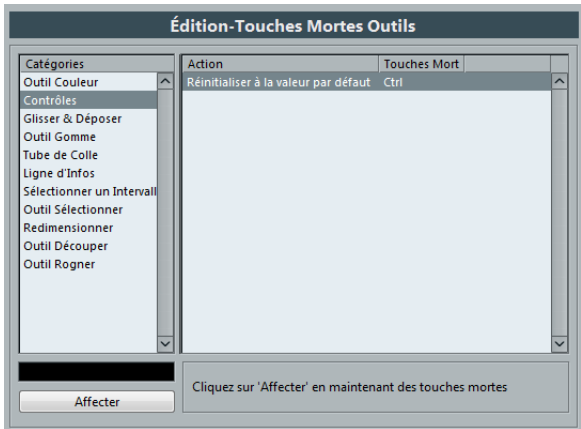 Édition-Touches Mortes Outils
Catégories
Outil Couleur
Contrôles
Glisser & Déposer
Outil Gomme
Tube de Colle
Ligne d'Infos
Sélectionner un Intervall
Outil Sélectionner
Redimensionner
Outil Découper
Outil Rogner
Action Touches Mort
Réinitialiser à la valeur par défaut Ctrl
Affecter
Cliquez sur 'Affecter' en maintenant des touches mortes